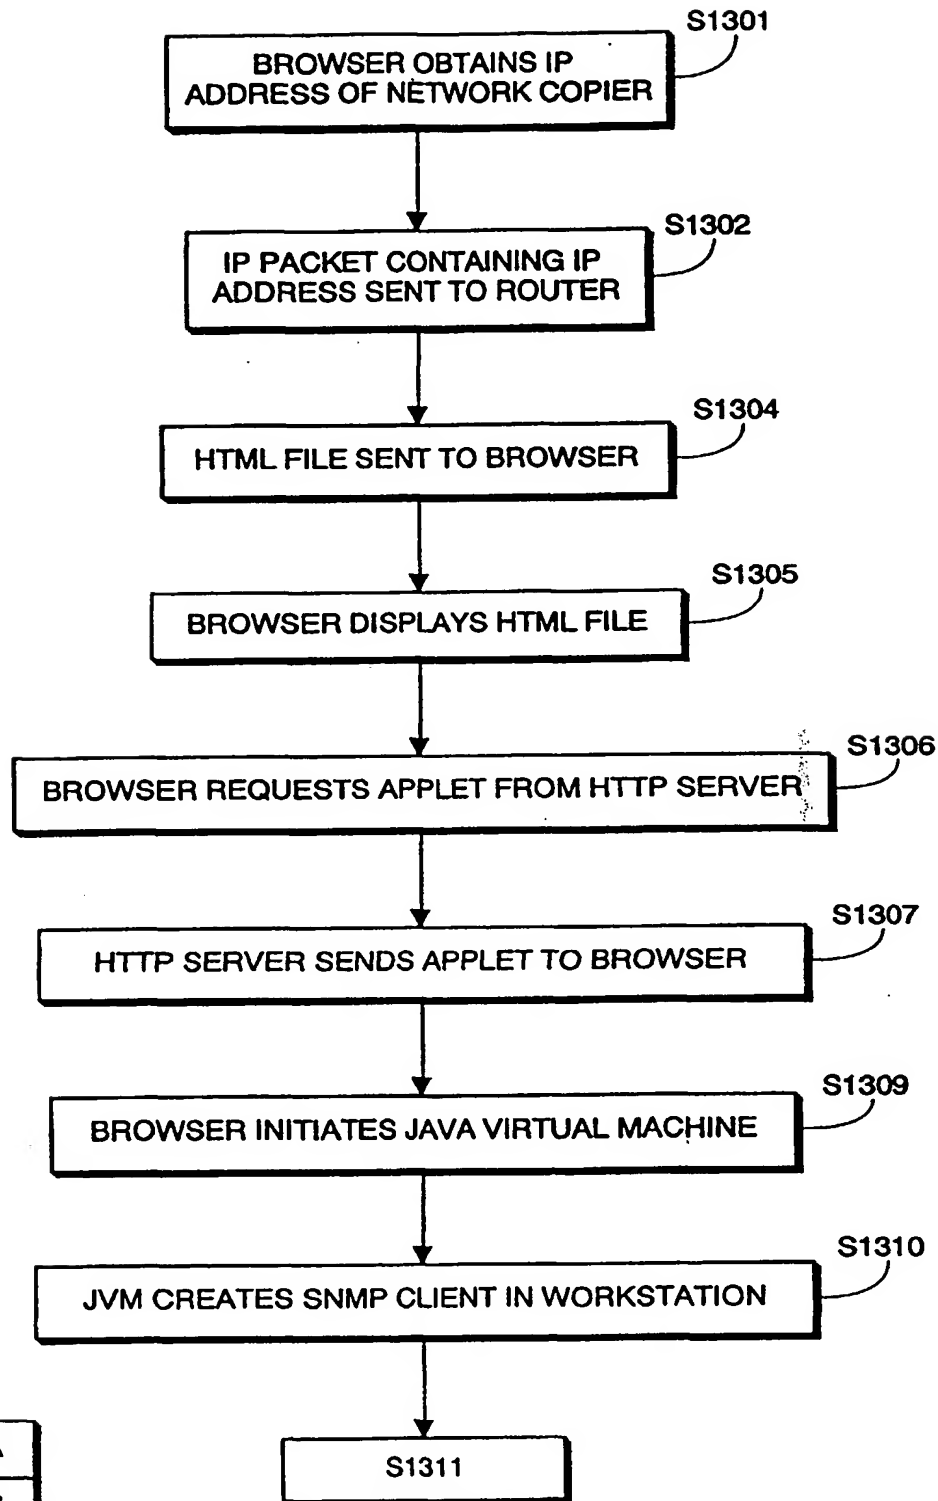 S1301
BROWSER OBTAINS IP
ADDRESS OF NETWORK COPIER
S1302
IP PACKET CONTAINING IP
ADDRESS SENT TO ROUTER
S1304
HTML FILE SENT TO BROWSER
S1305
BROWSER DISPLAYS HTML FILE
S1306
BROWSER REQUESTS APPLET FROM HTTP SERVER
S1307
HTTP SERVER SENDS APPLET TO BROWSER
S1309
BROWSER INITIATES JAVA VIRTUAL MACHINE
S1310
JVM CREATES SNMP CLIENT IN WORKSTATION
S1311